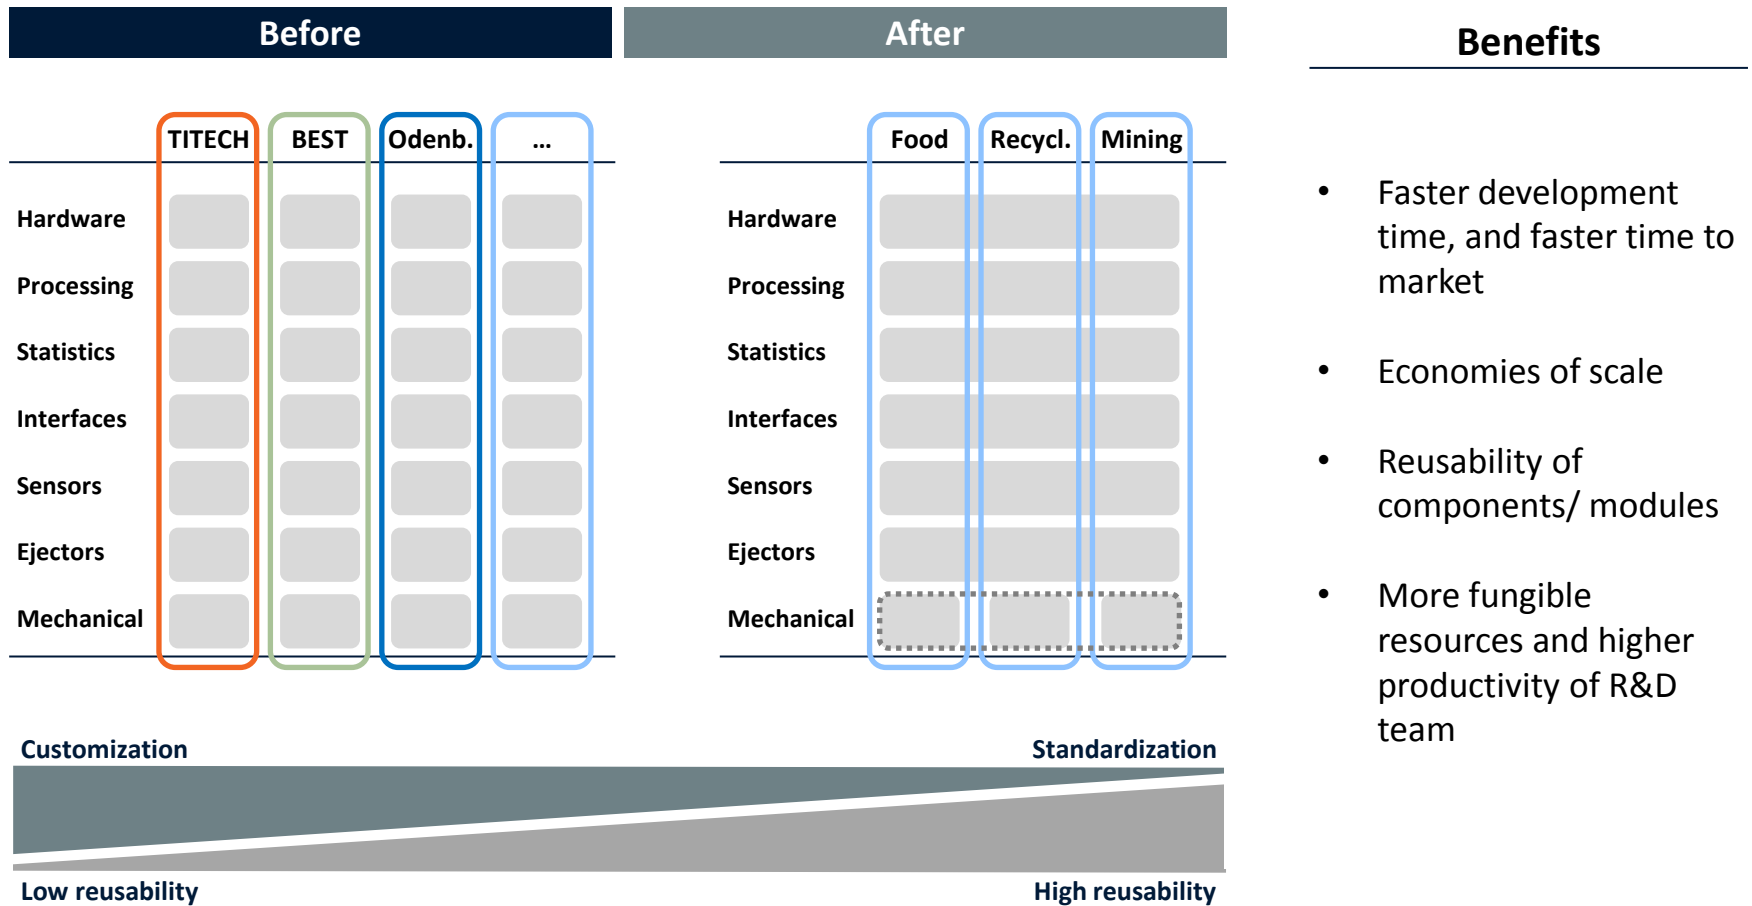 Before
After
Benefits
TITECH BEST Odenb. ...
Food Recycl. Mining
Hardware
Processing
Statistics
Interfaces
Sensors
Ejectors
Mechanical
Hardware
Processing
Statistics
Interfaces
Sensors
Ejectors
Mechanical
Customization
Standardization
Low reusability
High reusability
• Faster development
time, and faster time to
market
• Economies of scale
• Reusability of
components/ modules
• More fungible
resources and higher
productivity of R&D
team